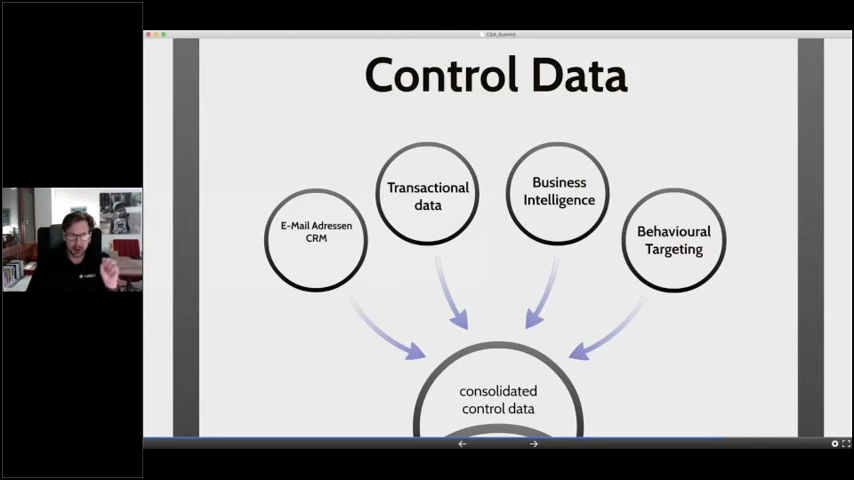 CSA_Summit
Control Data
E-Mail Adressen
CRM
Transactional
data
Business
Intelligence
Behavioural
Targeting
consolidated
control data